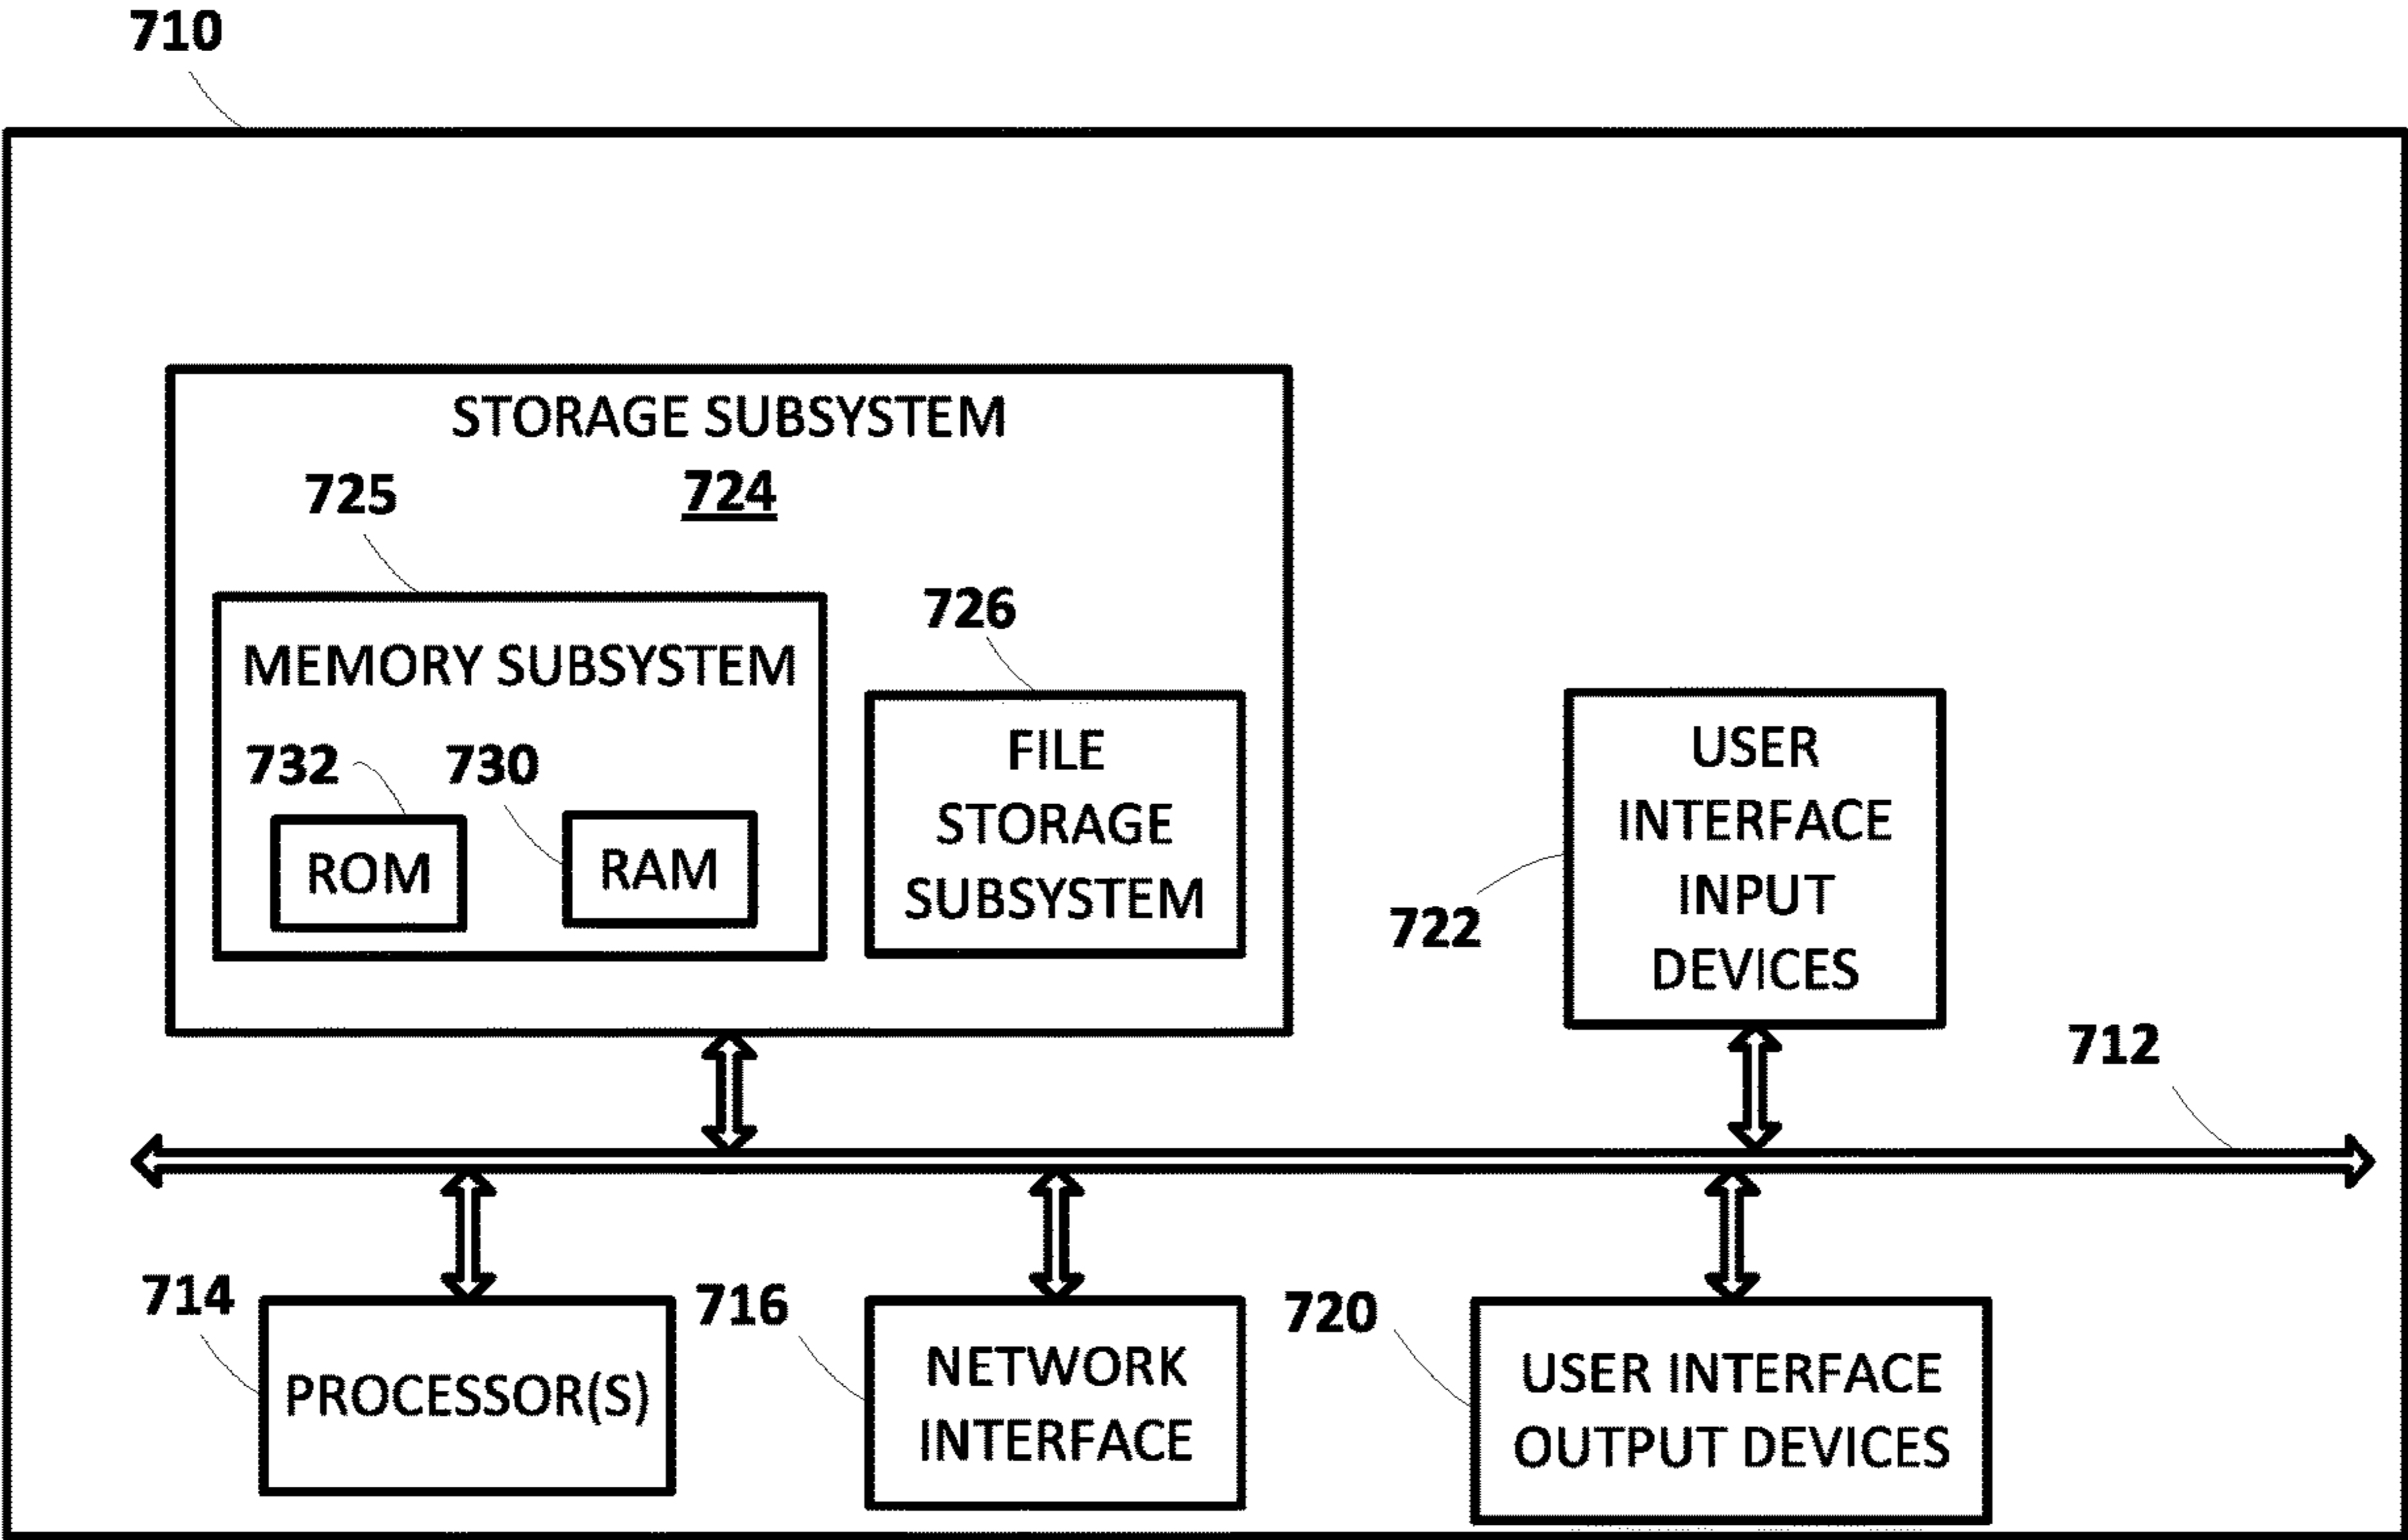 710
STORAGE SUBSYSTEM
724
725
MEMORY SUBSYSTEM
732
730
ROM
RAM
726
FILE
STORAGE
SUBSYSTEM
USER
INTERFACE
INPUT
DEVICES
722
712
714
PROCESSOR(S)
716
NETWORK
INTERFACE
720
USER INTERFACE
OUTPUT DEVICES